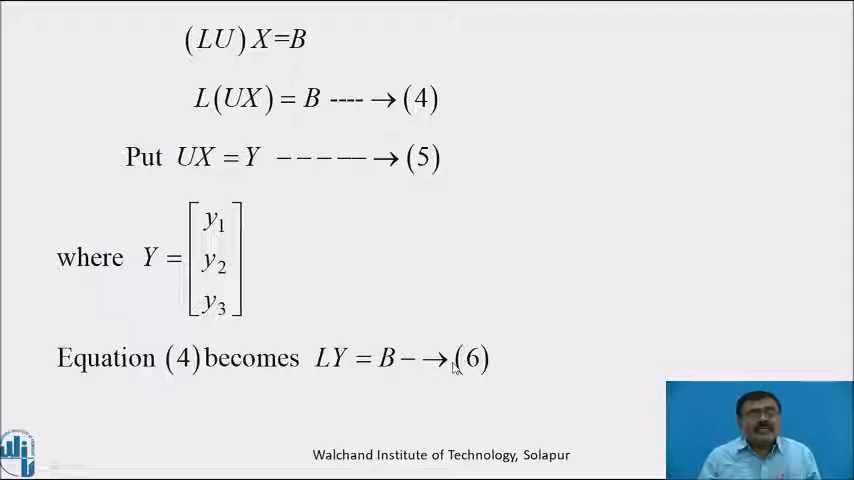 (LU) X=B
L(UX) = B ---- → (4)
Put UX = Y − − − − − → (5)
where Y = [y₁
y₂
y₃]
Equation (4) becomes LY = B − → (6)
Walchand Institute of Technology, Solapur